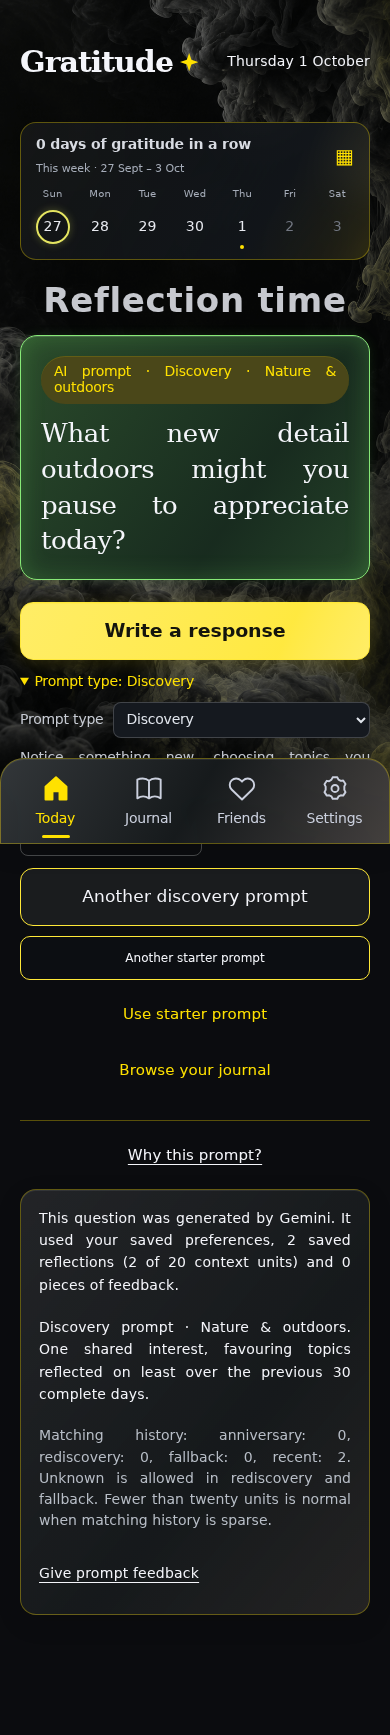 Gratitude
Thursday 1 October
0 days of gratitude in a row
This week · 27 Sept – 3 Oct
Sun Mon Tue Wed Thu Fri Sat
27 28 29 30 1 2 3
Reflection time
AI prompt · Discovery · Nature &
outdoors
What new detail
outdoors might you
pause to appreciate
today?
Write a response
▼ Prompt type: Discovery
Prompt type Discovery
Notice something new, choosing topics you
Today Journal Friends Settings
Another discovery prompt
Another starter prompt
Use starter prompt
Browse your journal
Why this prompt?
This question was generated by Gemini. It
used your saved preferences, 2 saved
reflections (2 of 20 context units) and 0
pieces of feedback.
Discovery prompt · Nature & outdoors.
One shared interest, favouring topics
reflected on least over the previous 30
complete days.
Matching history: anniversary: 0,
rediscovery: 0, fallback: 0, recent: 2.
Unknown is allowed in rediscovery and
fallback. Fewer than twenty units is normal
when matching history is sparse.
Give prompt feedback